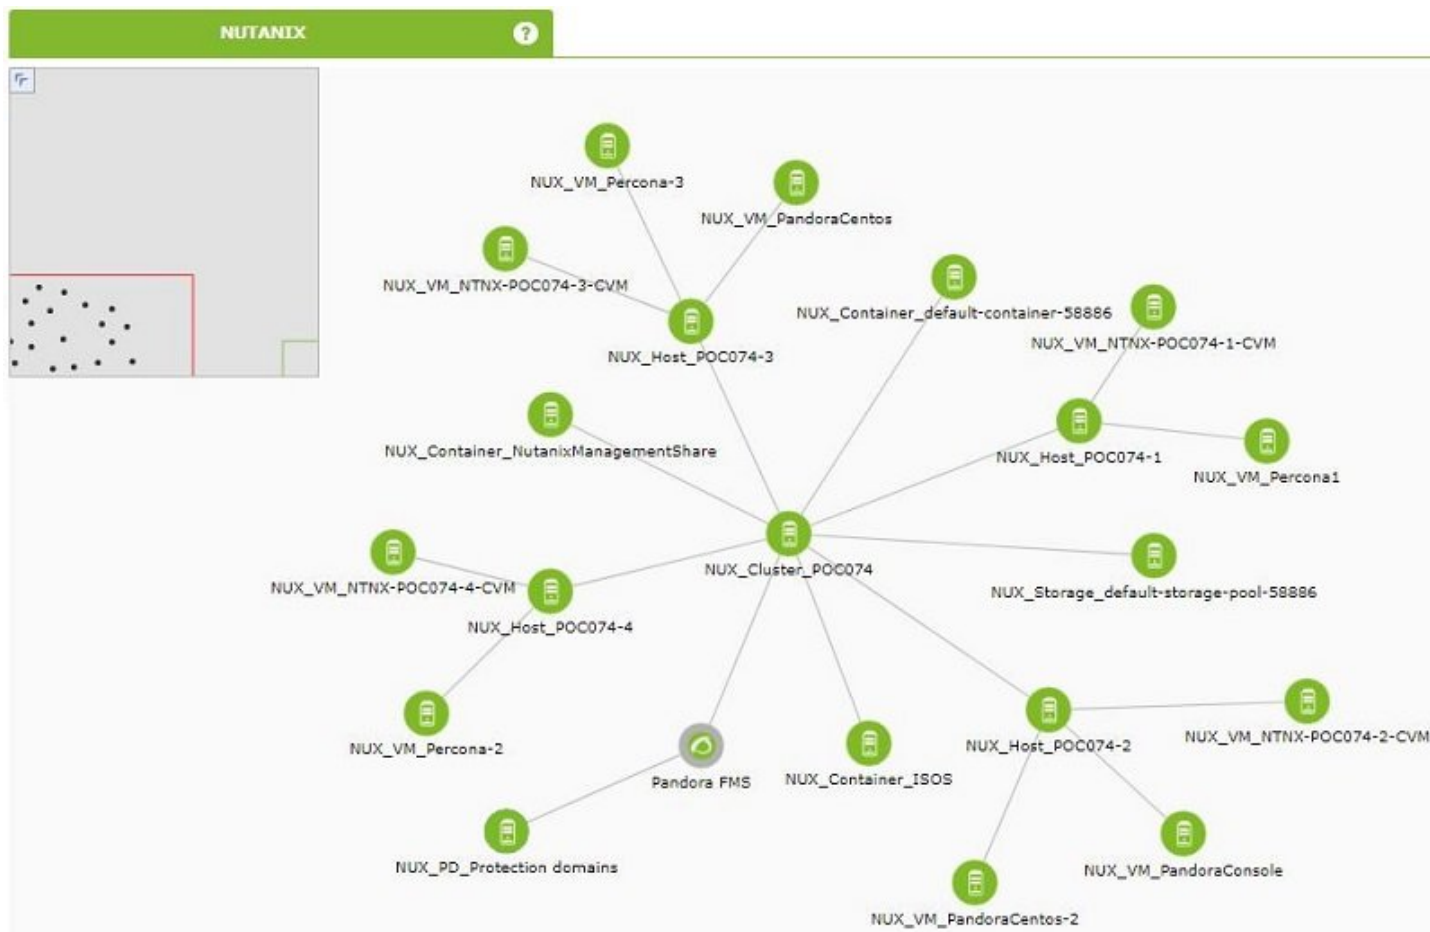 NUTANIX
?
NUX_VM_Percona-3
NUX_VM_PandoraCentos
NUX_VM_NTNX-POC074-3-CVM
NUX_Container_default-container-58886
NUX_VM_NTNX-POC074-1-CVM
NUX_Host_POC074-3
NUX_Container_NutanixManagementShare
NUX_Host_POC074-1
NUX_VM_Percona1
NUX_Cluster_POC074
NUX_VM_NTNX-POC074-4-CVM
NUX_Storage_default-storage-pool-58886
NUX_Host_POC074-4
NUX_VM_Percona-2
NUX_Host_POC074-2
NUX_VM_NTNX-POC074-2-CVM
Pandora FMS
NUX_Container_ISOS
NUX_PD_Protection domains
NUX_VM_PandoraConsole
NUX_VM_PandoraCentos-2